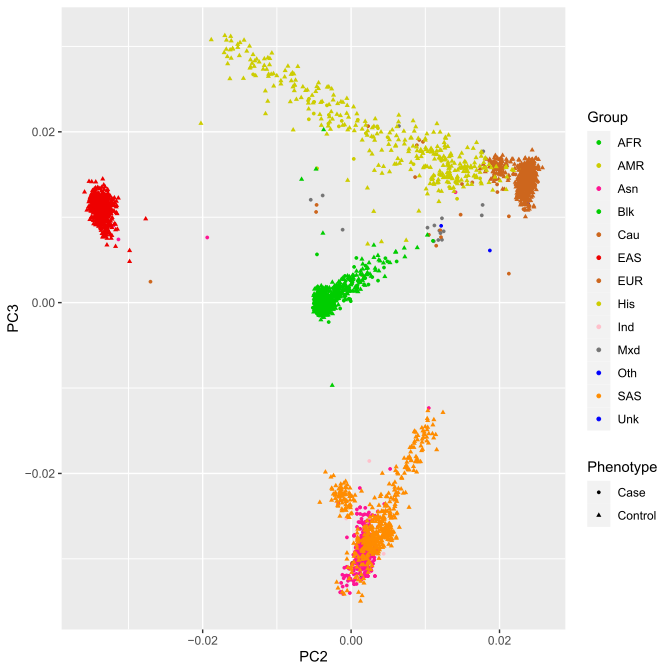 0.02
0.00
−0.02
PC3
−0.02
0.00
0.02
PC2
Group
AFR
AMR
Asn
Blk
Cau
EAS
EUR
His
Ind
Mxd
Oth
SAS
Unk
Phenotype
Case
Control